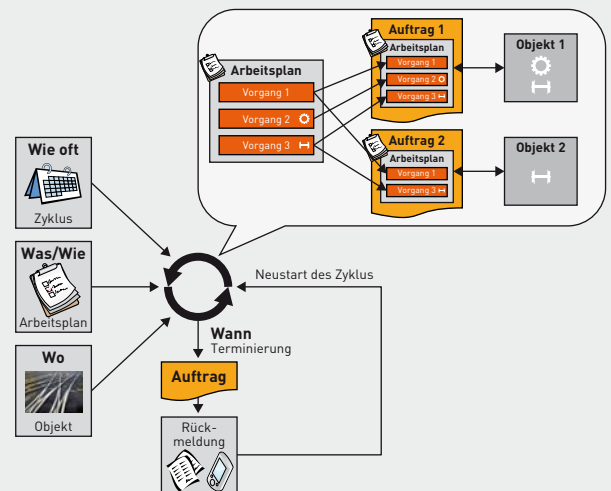 Arbeitsplan
Vorgang 1
Vorgang 2
Vorgang 3
Auftrag 1
Arbeitsplan
Vorgang 1
Vorgang 2
Vorgang 3
Objekt 1
Auftrag 2
Arbeitsplan
Vorgang 1
Vorgang 3
Objekt 2
Wie oft
Zyklus
Was/Wie
Arbeitsplan
Wo
Objekt
Neustart des Zyklus
Wann
Terminierung
Auftrag
Rück-
meldung